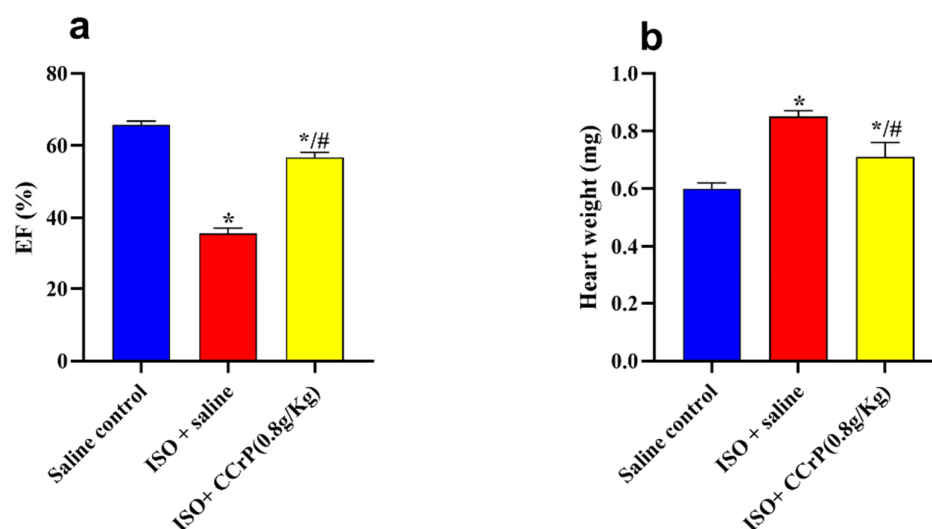 a
80
60
40
20
0
EF (%)
*
*/#
Saline control
ISO + saline
ISO+ CCrP(0.8g/Kg)
b
1.0
0.8
0.6
0.4
0.2
0.0
Heart weight (mg)
*
*/#
Saline control
ISO + saline
ISO+ CCrP(0.8g/Kg)